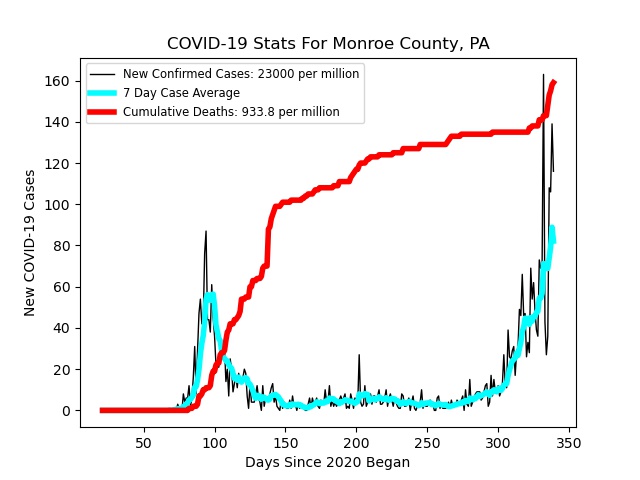 COVID-19 Stats For Monroe County, PA
New Confirmed Cases: 23000 per million
7 Day Case Average
Cumulative Deaths: 933.8 per million
New COVID-19 Cases
160
140
120
100
80
60
40
20
0
50 100 150 200 250 300 350
Days Since 2020 Began